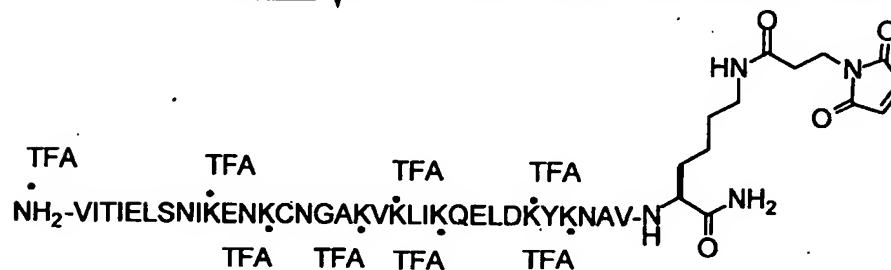 O O
HN N
O
TFA TFA TFA TFA
NH₂-VITIELSNIKENKCNGAKVKLIKQELDKYKNAV-N NH₂
H O
TFA TFA TFA TFA